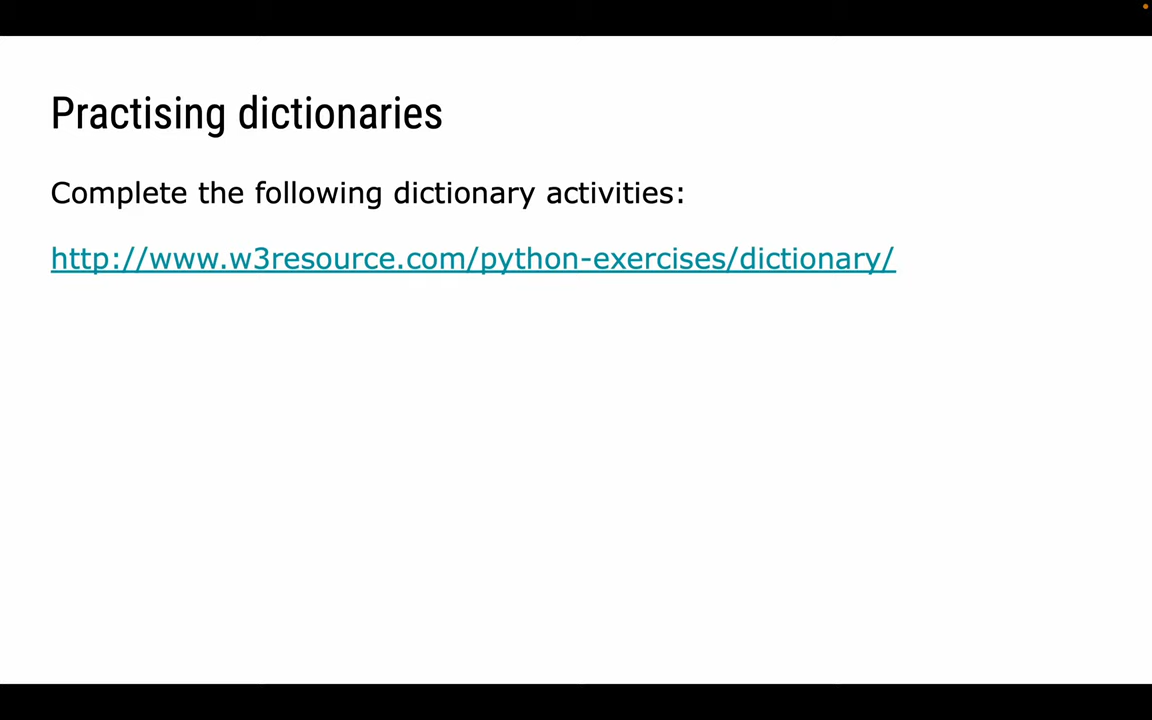 Practising dictionaries
Complete the following dictionary activities:
http://www.w3resource.com/python-exercises/dictionary/